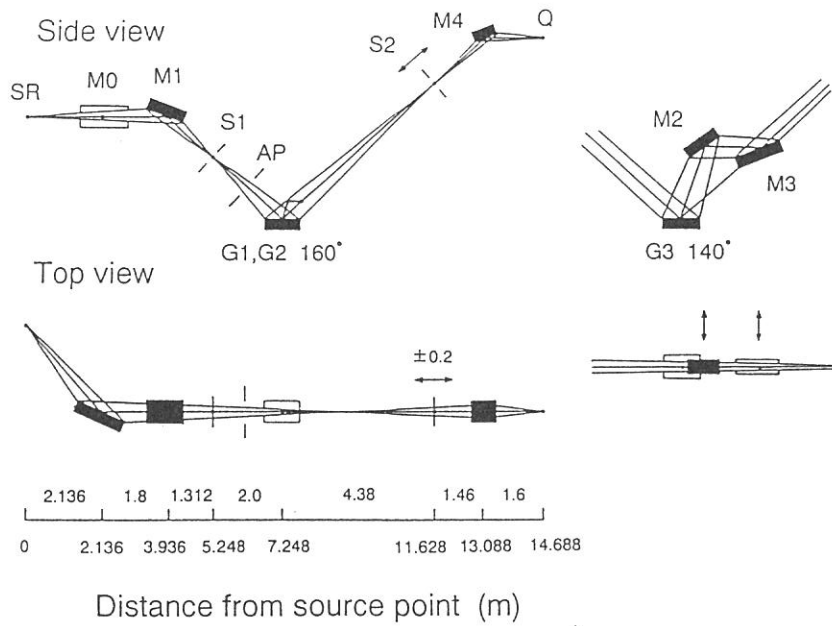 Side view
SR
M0
M1
S1
AP
S2
M4
Q
G1,G2 160°
M2
M3
G3 140°
Top view
±0.2
2.136 1.8 1.312 2.0 4.38 1.46 1.6
0 2.136 3.936 5.248 7.248 11.628 13.088 14.688
Distance from source point (m)